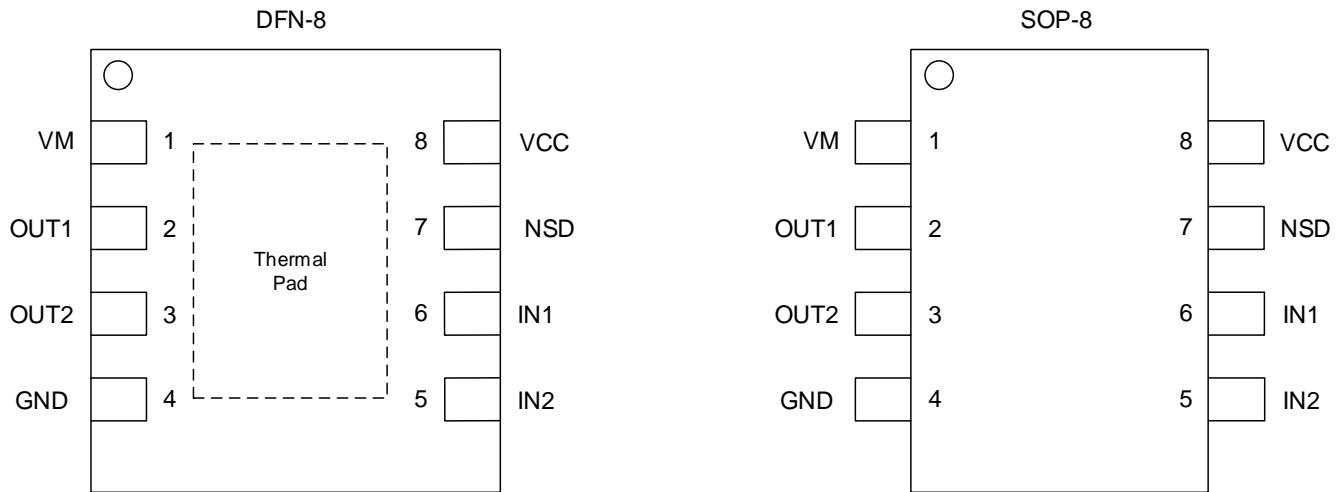 DFN-8
VM 1 8 VCC
OUT1 2 7 NSD
Thermal
Pad
OUT2 3 6 IN1
GND 4 5 IN2
SOP-8
VM 1 8 VCC
OUT1 2 7 NSD
OUT2 3 6 IN1
GND 4 5 IN2